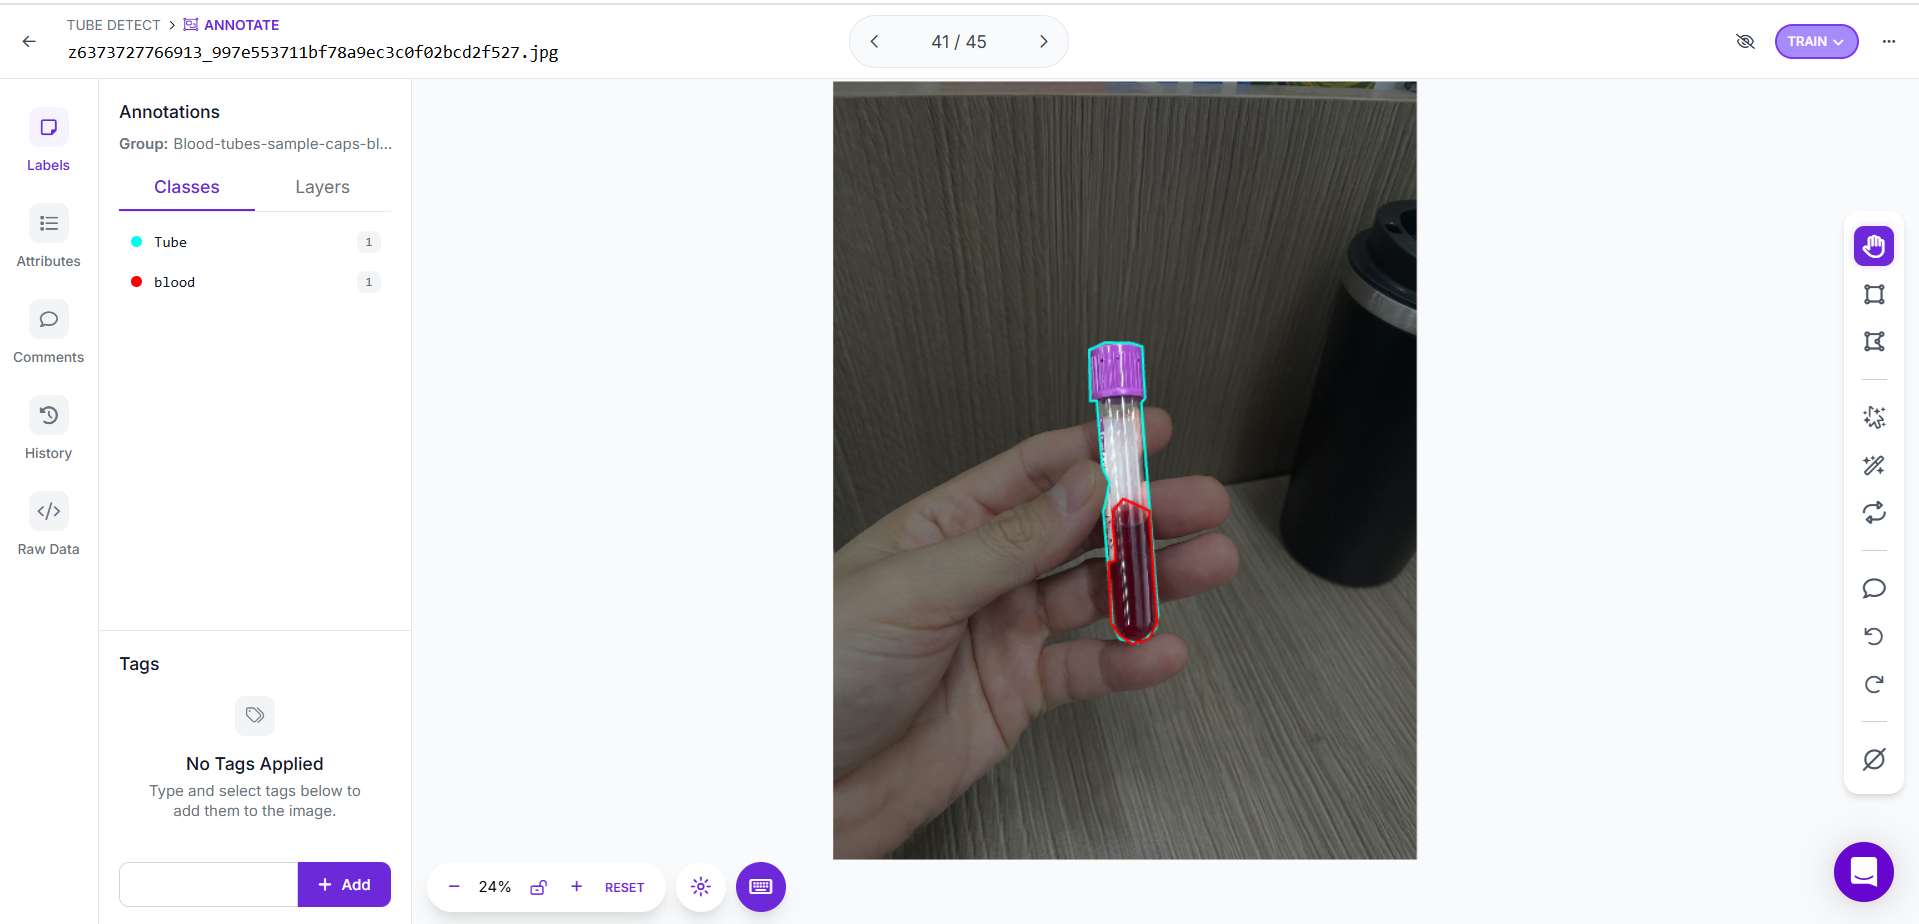 TUBE DETECT > ANNOTATE
z6373727766913_997e553711bf78a9ec3c0f02bcd2f527.jpg
41 / 45
TRAIN
Labels
Attributes
Comments
History
Raw Data
Annotations
Group: Blood-tubes-sample-caps-bl...
Classes
Layers
Tube
1
blood
1
Tags
No Tags Applied
Type and select tags below to
add them to the image.
+ Add
24%
RESET